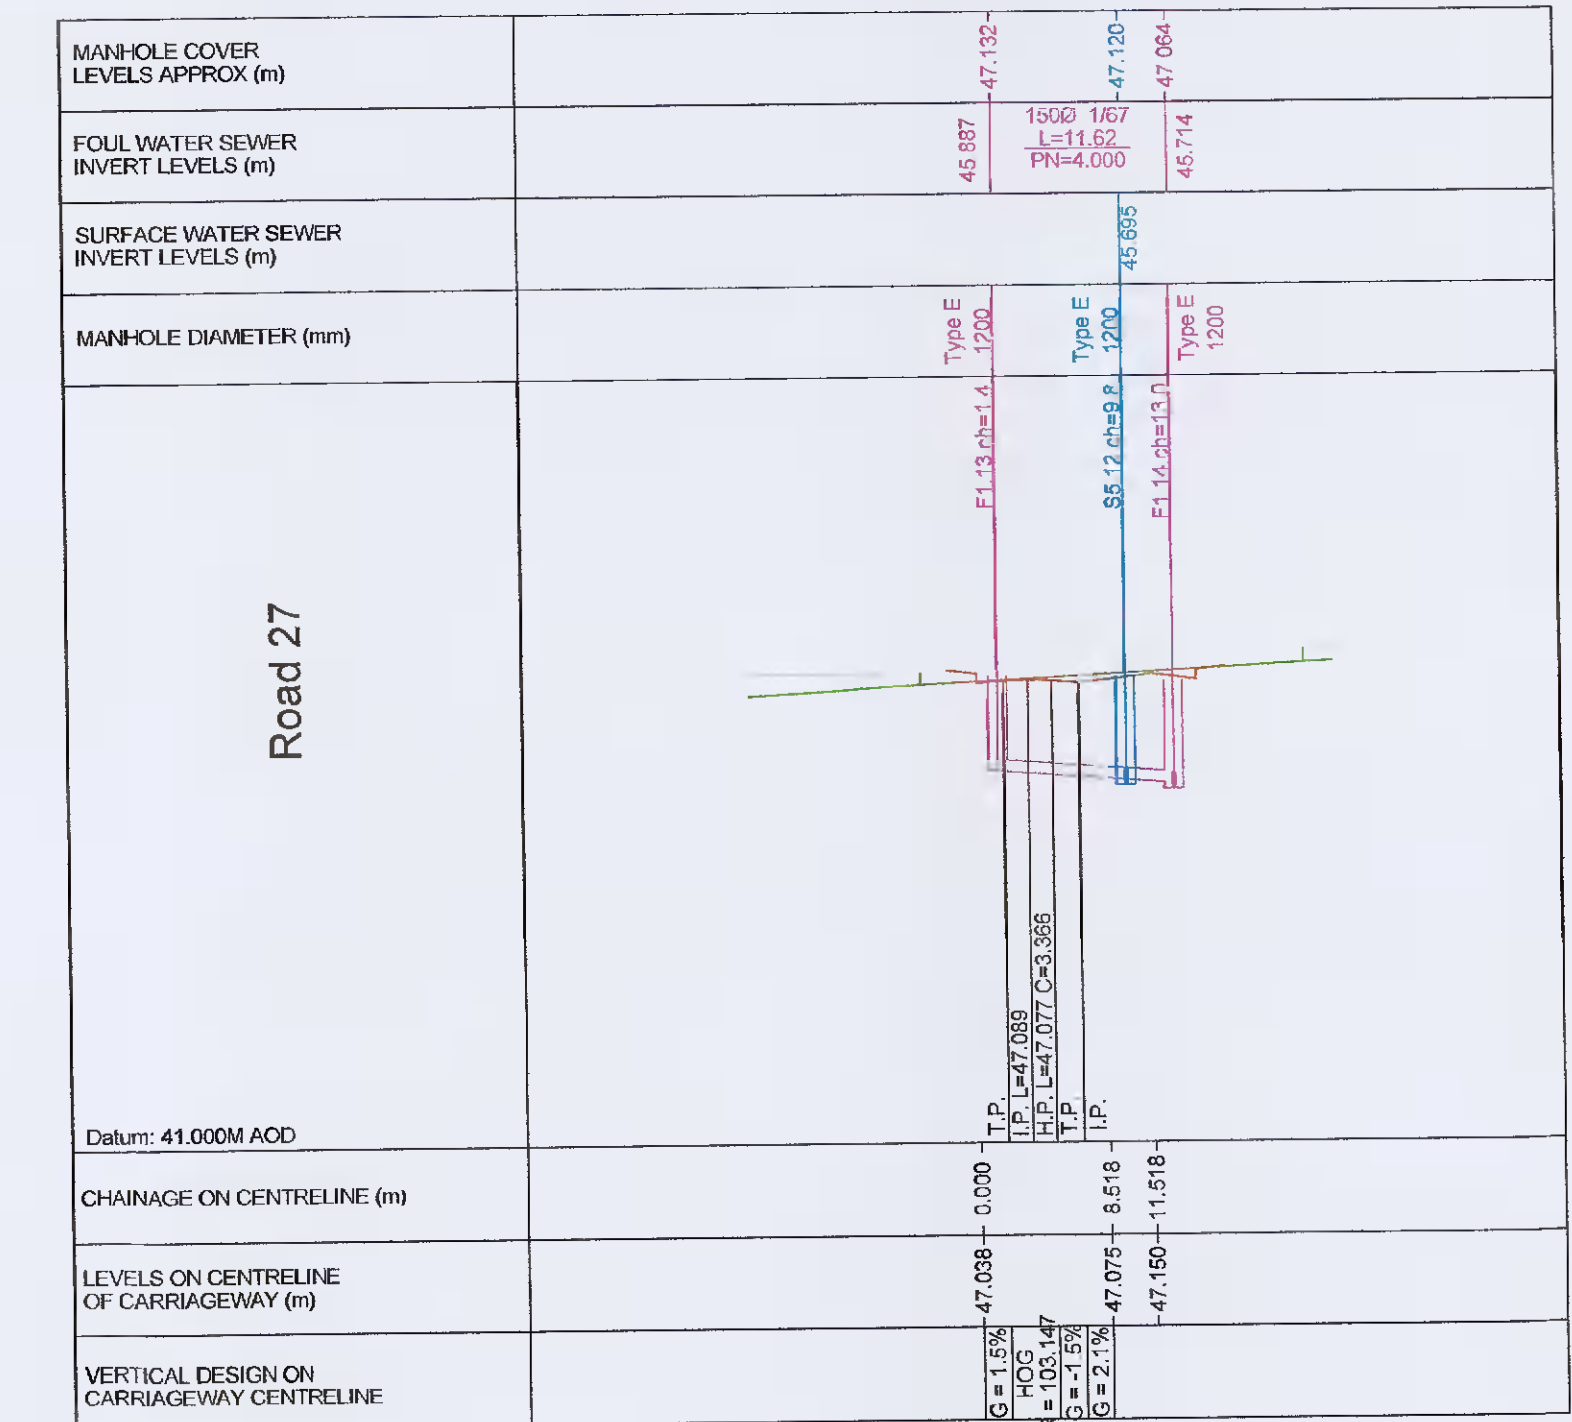 MANHOLE COVER
LEVELS APPROX (m)
47.132
47.120
47 064
FOUL WATER SEWER
INVERT LEVELS (m)
45 887
150Ø 1/67
L=11.62
PN=4.000
45.714
SURFACE WATER SEWER
INVERT LEVELS (m)
45.695
MANHOLE DIAMETER (mm)
Type E
1200
Type E
1200
Type E
1200
F1.13 ch=1.4
S5.12 ch=9.8
F1 14 ch=13.0
Road 27
Datum: 41.000M AOD
T.P.
I.P. L=47.089
H.P. L=47.077 C=3.366
T.P.
I.P.
CHAINAGE ON CENTRELINE (m)
0.000
8.518
11.518
LEVELS ON CENTRELINE
OF CARRIAGEWAY (m)
47.038
47.075
47.150
VERTICAL DESIGN ON
CARRIAGEWAY CENTRELINE
G = 1.5%
HOG
= 103.147
G = -1.5%
G = 2.1%